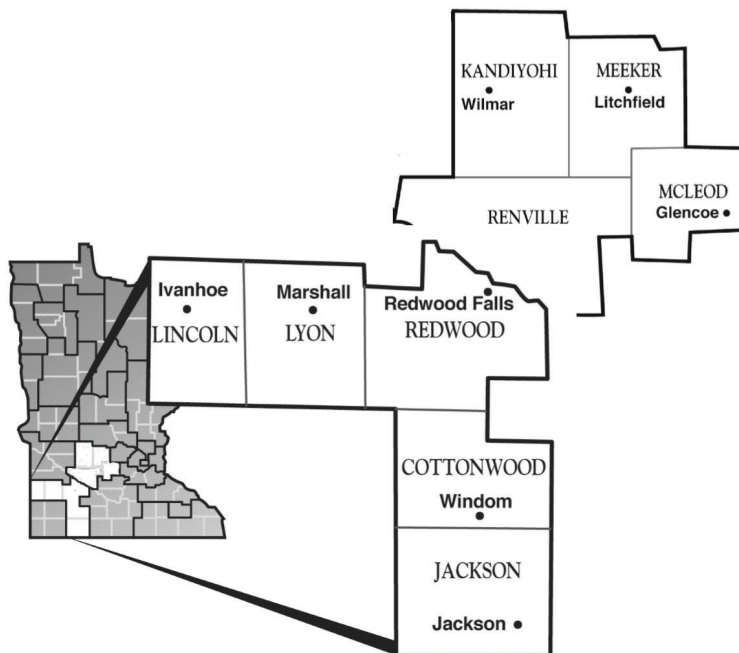 KANDIYOHI
Wilmar
MEEKER
Litchfield
MCLEOD
Glencoe
RENVILLE
Ivanhoe
LINCOLN
Marshall
LYON
Redwood Falls
REDWOOD
COTTONWOOD
Windom
JACKSON
Jackson